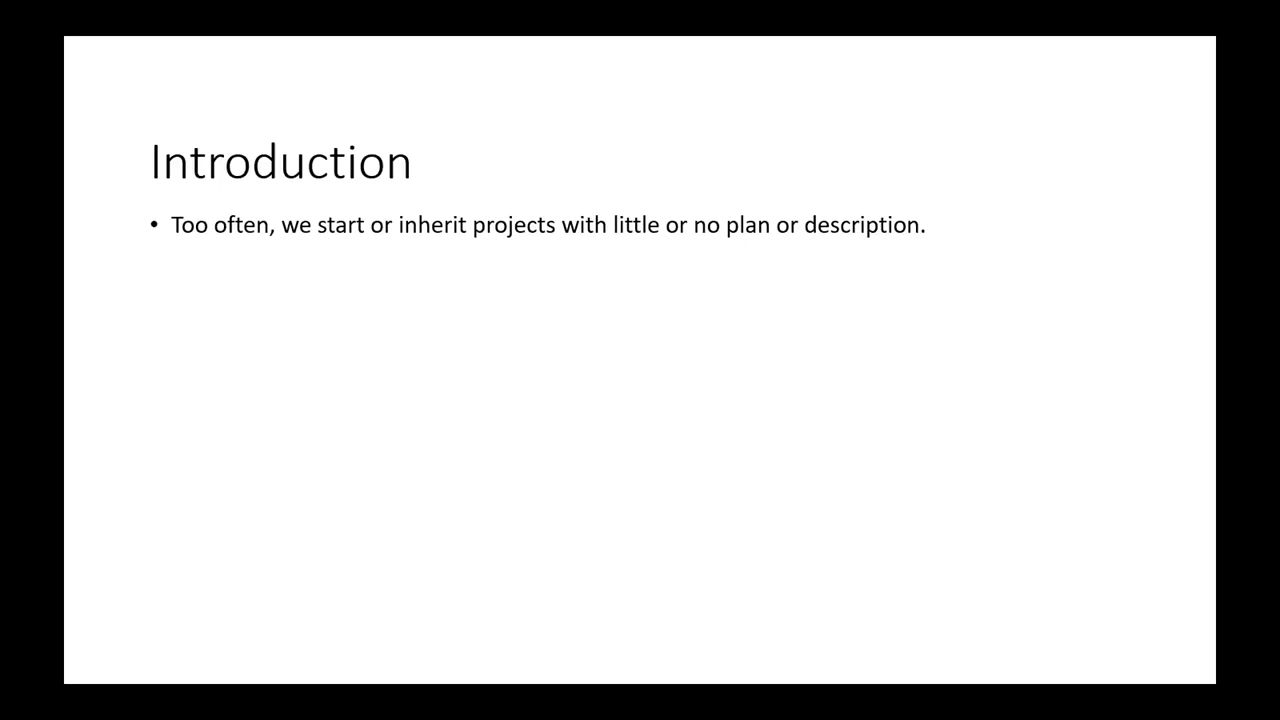 Introduction
• Too often, we start or inherit projects with little or no plan or description.